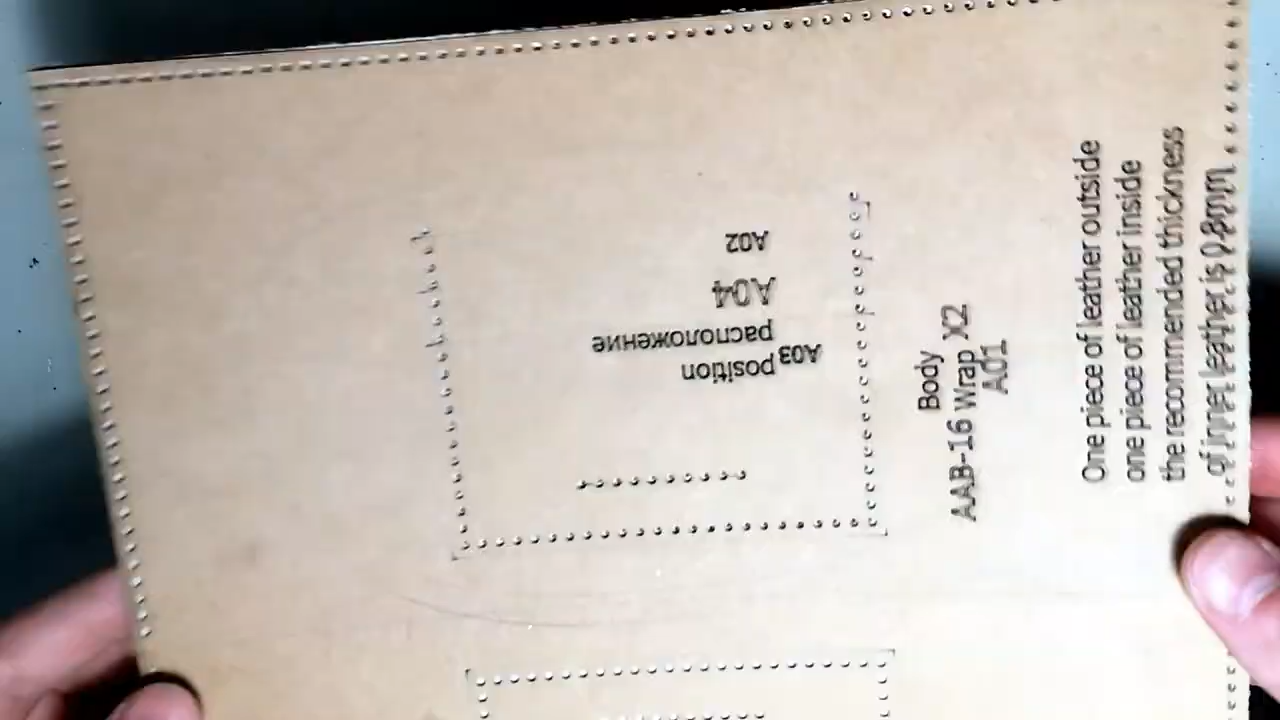 A03 position
расположение
A04
A02
Body
AAB-16 Wrap X2
A01
One piece of leather outside
one piece of leather inside
the recommended thickness
of inner leather is 0.8mm